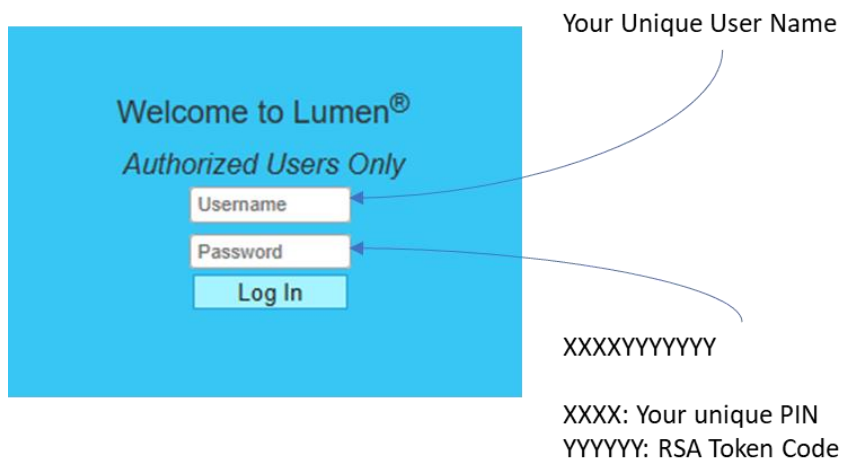 Your Unique User Name
Welcome to Lumen®
Authorized Users Only
Username
Password
Log In
XXXXYYYYYYY
XXXX: Your unique PIN
YYYYYY: RSA Token Code